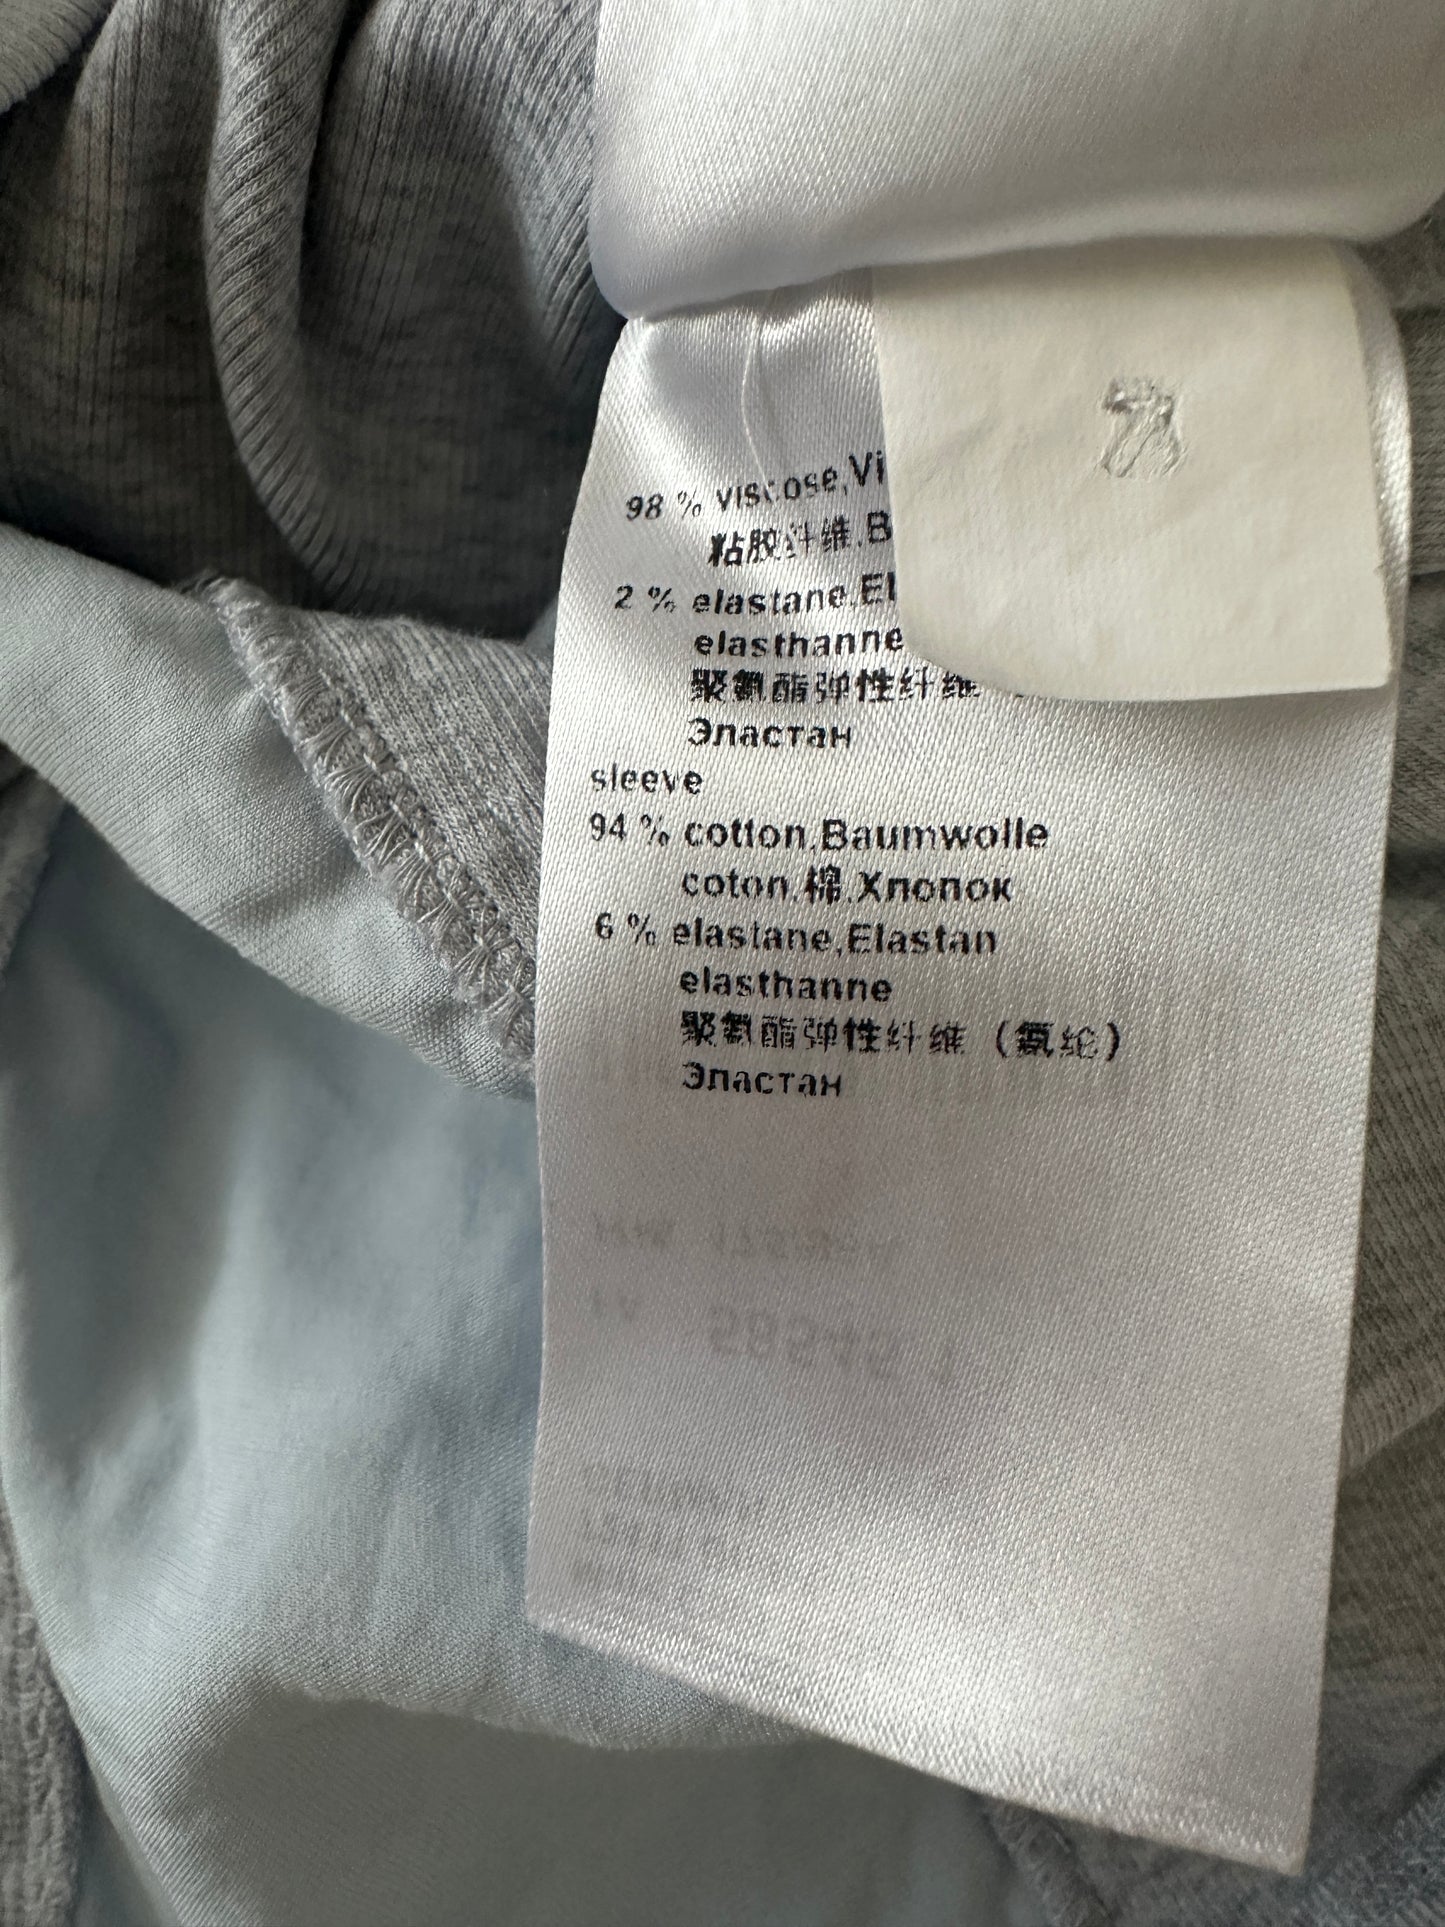 98 % viscose,Vi
粘胶纤维,В
2 % elastane,El
elasthanne
聚氨酯弹性纤维
Эластан
sleeve
94 % cotton,Baumwolle
coton,棉,Хлопок
6 % elastane,Elastan
elasthanne
聚氨酯弹性纤维（氨纶）
Эластан